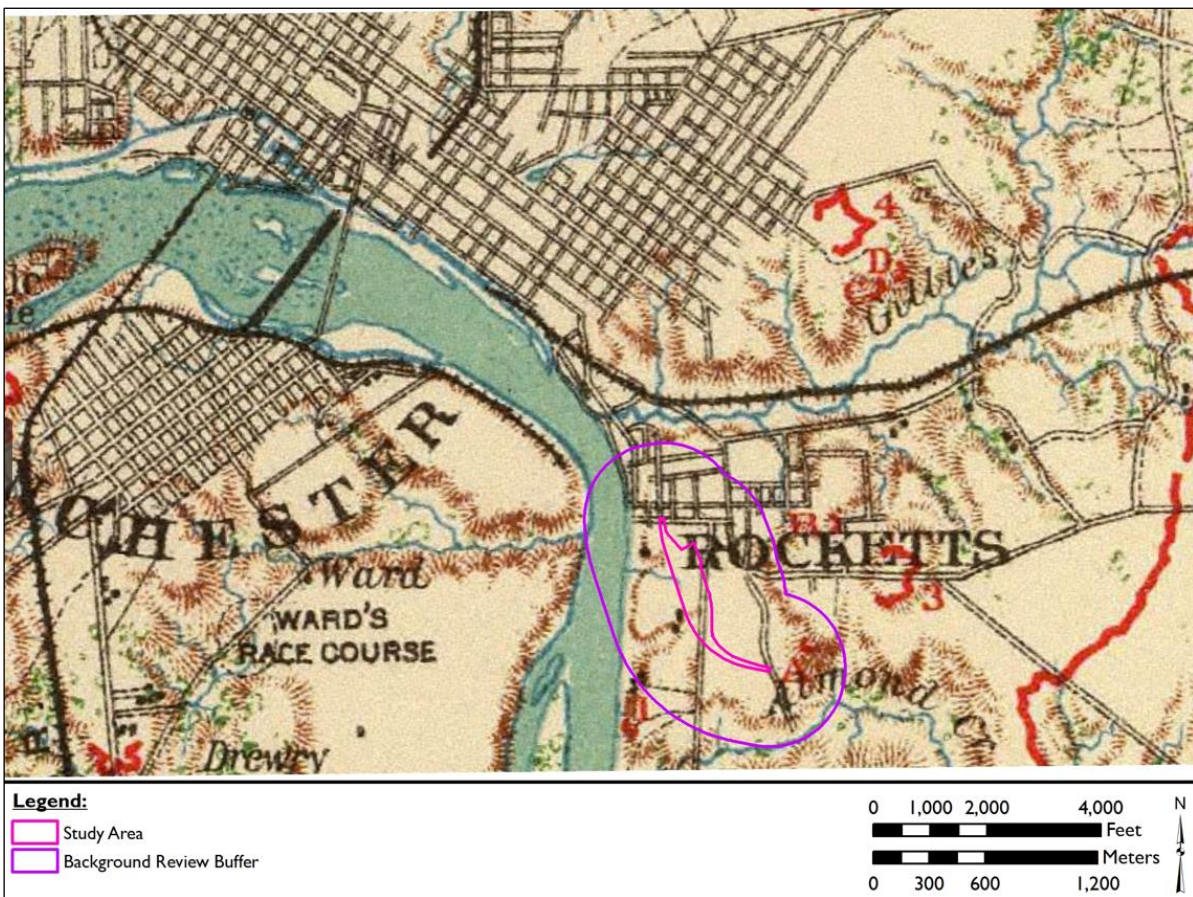 4
D
Gillies
CHESTER
ROCKETTS
3
Ward
WARD'S
RACE COURSE
A
Almond Cr.
Drewry
Legend:
Study Area
Background Review Buffer
0 1,000 2,000 4,000
Feet
Meters
0 300 600 1,200
N